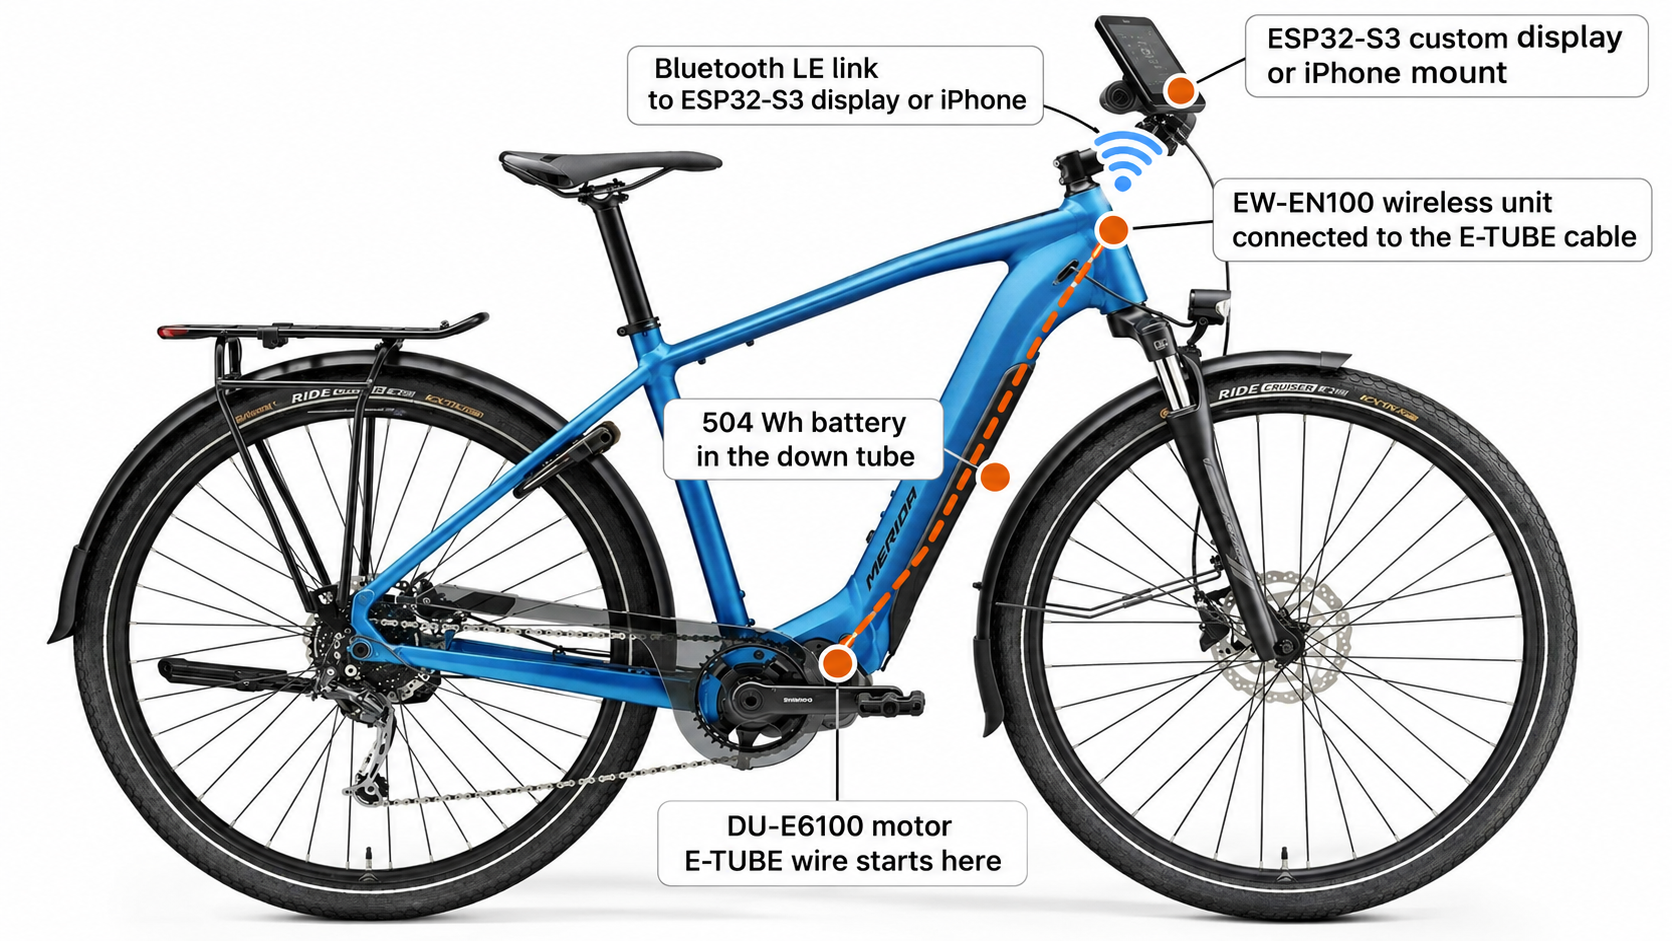 ESP32-S3 custom display
or iPhone mount
Bluetooth LE link
to ESP32-S3 display or iPhone
EW-EN100 wireless unit
connected to the E-TUBE cable
RIDE
RIDE CRUISER
504 Wh battery
in the down tube
MERIDA
DU-E6100 motor
E-TUBE wire starts here